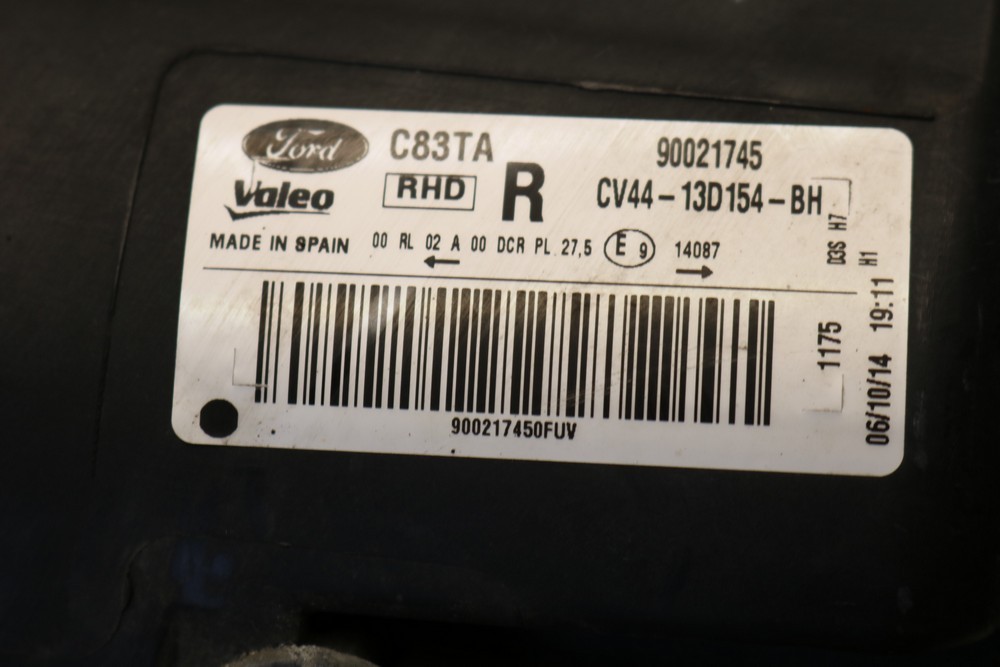 Ford
C83TA
90021745
Valeo
RHD
R
CV44-13D154-BH
MADE IN SPAIN
00 RL 02 A 00 DCR PL 27,5
E 9
14087
D3S H7
H1
1175
06/10/14 19:11
900217450FUV